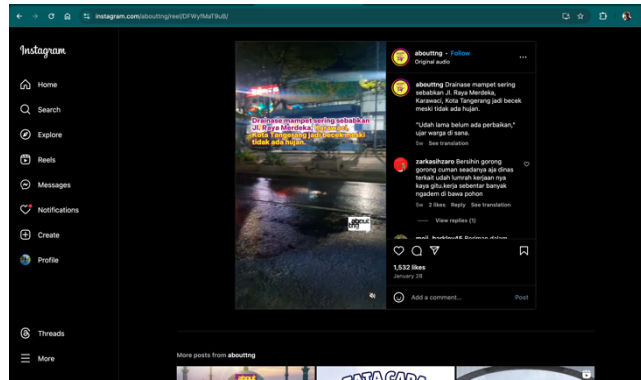 instagram.com/abouttng/reel/DFWyfMaT9u8/
Instagram
Home
Search
Explore
Reels
Messages
Notifications
Create
Profile
Threads
More
Drainase mampet sering sebabkan
Jl. Raya Merdeka, Karawaci,
Kota Tangerang jadi becek meski
tidak ada hujan.
about
tng
abouttng • Follow
Original audio
abouttng Drainase mampet sering
sebabkan Jl. Raya Merdeka,
Karawaci, Kota Tangerang jadi becek
meski tidak ada hujan.
"Udah lama belum ada perbaikan,"
ujar warga di sana.
5w See translation
zarkasihzaro Bersihin gorong
gorong cuman seadanya aja dinas
terkait udah lumrah kerjaan nya
kaya gitu.kerja sebentar banyak
ngadem di bawa pohon
5w 2 likes Reply See translation
View replies (1)
1,532 likes
January 28
Add a comment...
Post
More posts from abouttng
TATA CARA